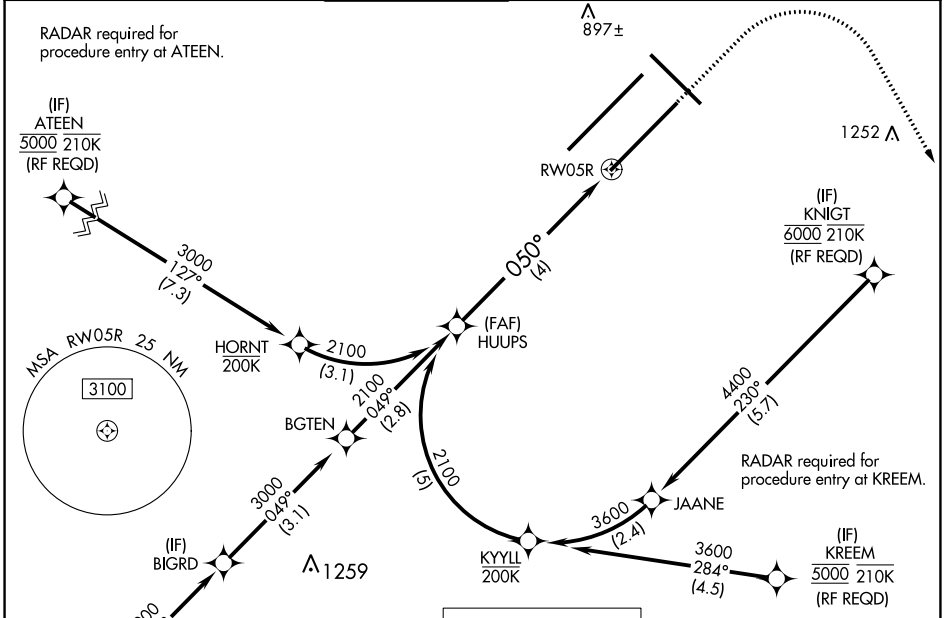 RADAR required for
procedure entry at ATEEN.
897±
(IF)
ATEEN
5000 210K
(RF REQD)
1252
RW05R
(IF)
KNIGT
6000 210K
(RF REQD)
3000
127°
(7.3)
050°
(4)
(FAF)
HUUPS
HORNT
200K
2100
(3.1)
MSA RW05R 25 NM
3100
2100
049°
(2.8)
BGTEN
4400
230°
(5.7)
2100
(5)
RADAR required for
procedure entry at KREEM.
3000
049°
(3.1)
JAANE
3600
(2.4)
(IF)
BIGRD
1259
KYYLL
200K
3600
284°
(4.5)
(IF)
KREEM
5000 210K
(RF REQD)